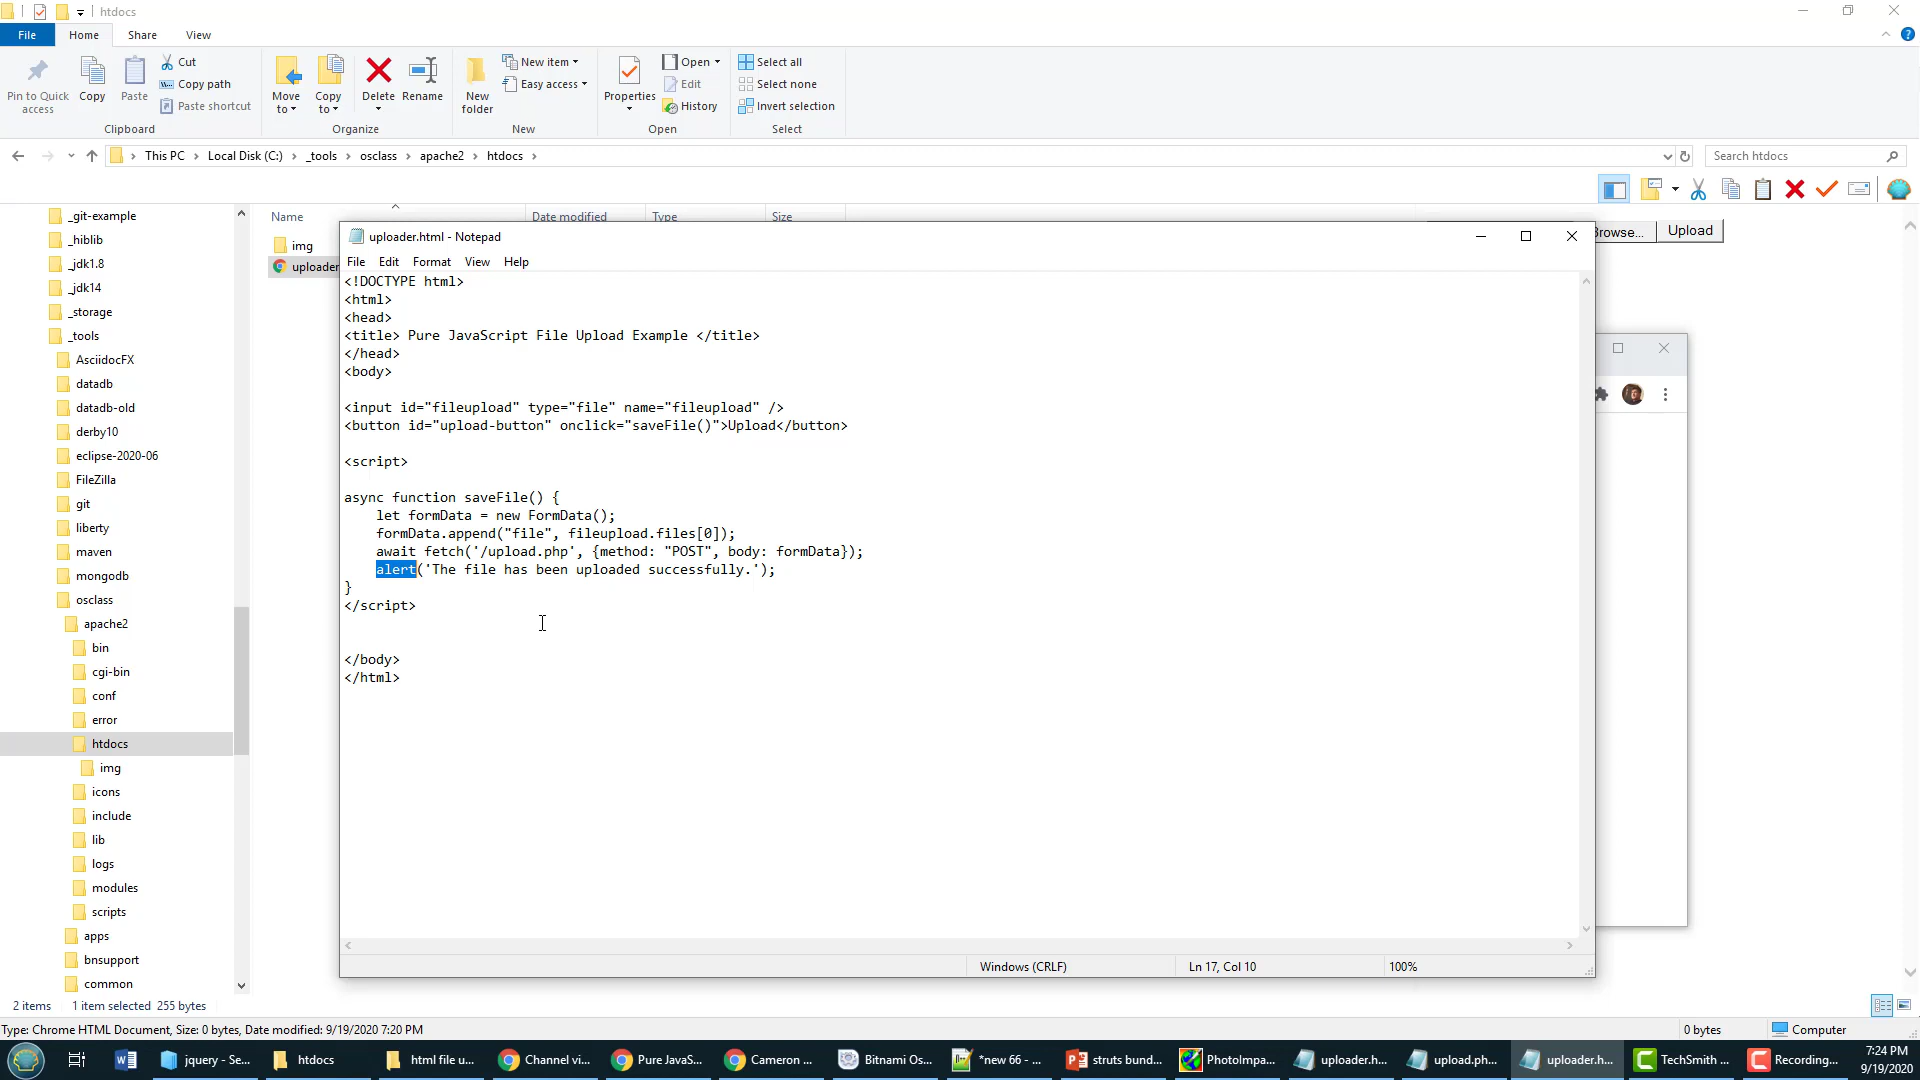 htdocs
File
Home
Share
View
Pin to Quick access
Copy
Paste
Cut
Copy path
Paste shortcut
Clipboard
Move to
Copy to
Delete
Rename
Organize
New folder
New item
Easy access
New
Properties
Open
Edit
History
Open
Select all
Select none
Invert selection
Select
This PC
Local Disk (C:)
_tools
osclass
apache2
htdocs
Search htdocs
_git-example
_hiblib
_jdk1.8
_jdk14
_storage
_tools
AsciidocFX
datadb
datadb-old
derby10
eclipse-2020-06
FileZilla
git
liberty
maven
mongodb
osclass
apache2
bin
cgi-bin
conf
error
htdocs
img
icons
include
lib
logs
modules
scripts
apps
bnsupport
common
Name
Date modified
Type
Size
img
uploader
Browse...
Upload
uploader.html - Notepad
File Edit Format View Help
<!DOCTYPE html>
<html>
<head>
<title> Pure JavaScript File Upload Example </title>
</head>
<body>
<input id="fileupload" type="file" name="fileupload" />
<button id="upload-button" onclick="saveFile()">Upload</button>
<script>
async function saveFile() {
let formData = new FormData();
formData.append("file", fileupload.files[0]);
await fetch('/upload.php', {method: "POST", body: formData});
alert('The file has been uploaded successfully.');
}
</script>
</body>
</html>
Windows (CRLF)
Ln 17, Col 10
100%
2 items
1 item selected 255 bytes
Type: Chrome HTML Document, Size: 0 bytes, Date modified: 9/19/2020 7:20 PM
0 bytes
Computer
jquery - Se...
htdocs
html file u...
Channel vi...
Pure JavaS...
Cameron ...
Bitnami Os...
*new 66 - ...
struts bund...
PhotoImpa...
uploader.h...
upload.ph...
uploader.h...
TechSmith ...
Recording...
7:24 PM
9/19/2020